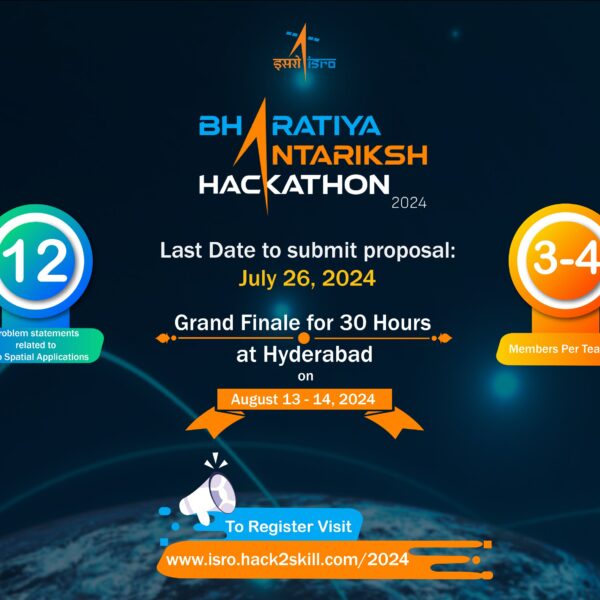 इसरो isro
BHARATIYA
ANTARIKSH
HACKATHON
2024
Last Date to submit proposal:
July 26, 2024
12
roblem statements
related to
o Spatial Applications
3-4
Members Per Tea
Grand Finale for 30 Hours
at Hyderabad
on
August 13 - 14, 2024
To Register Visit
www.isro.hack2skill.com/2024